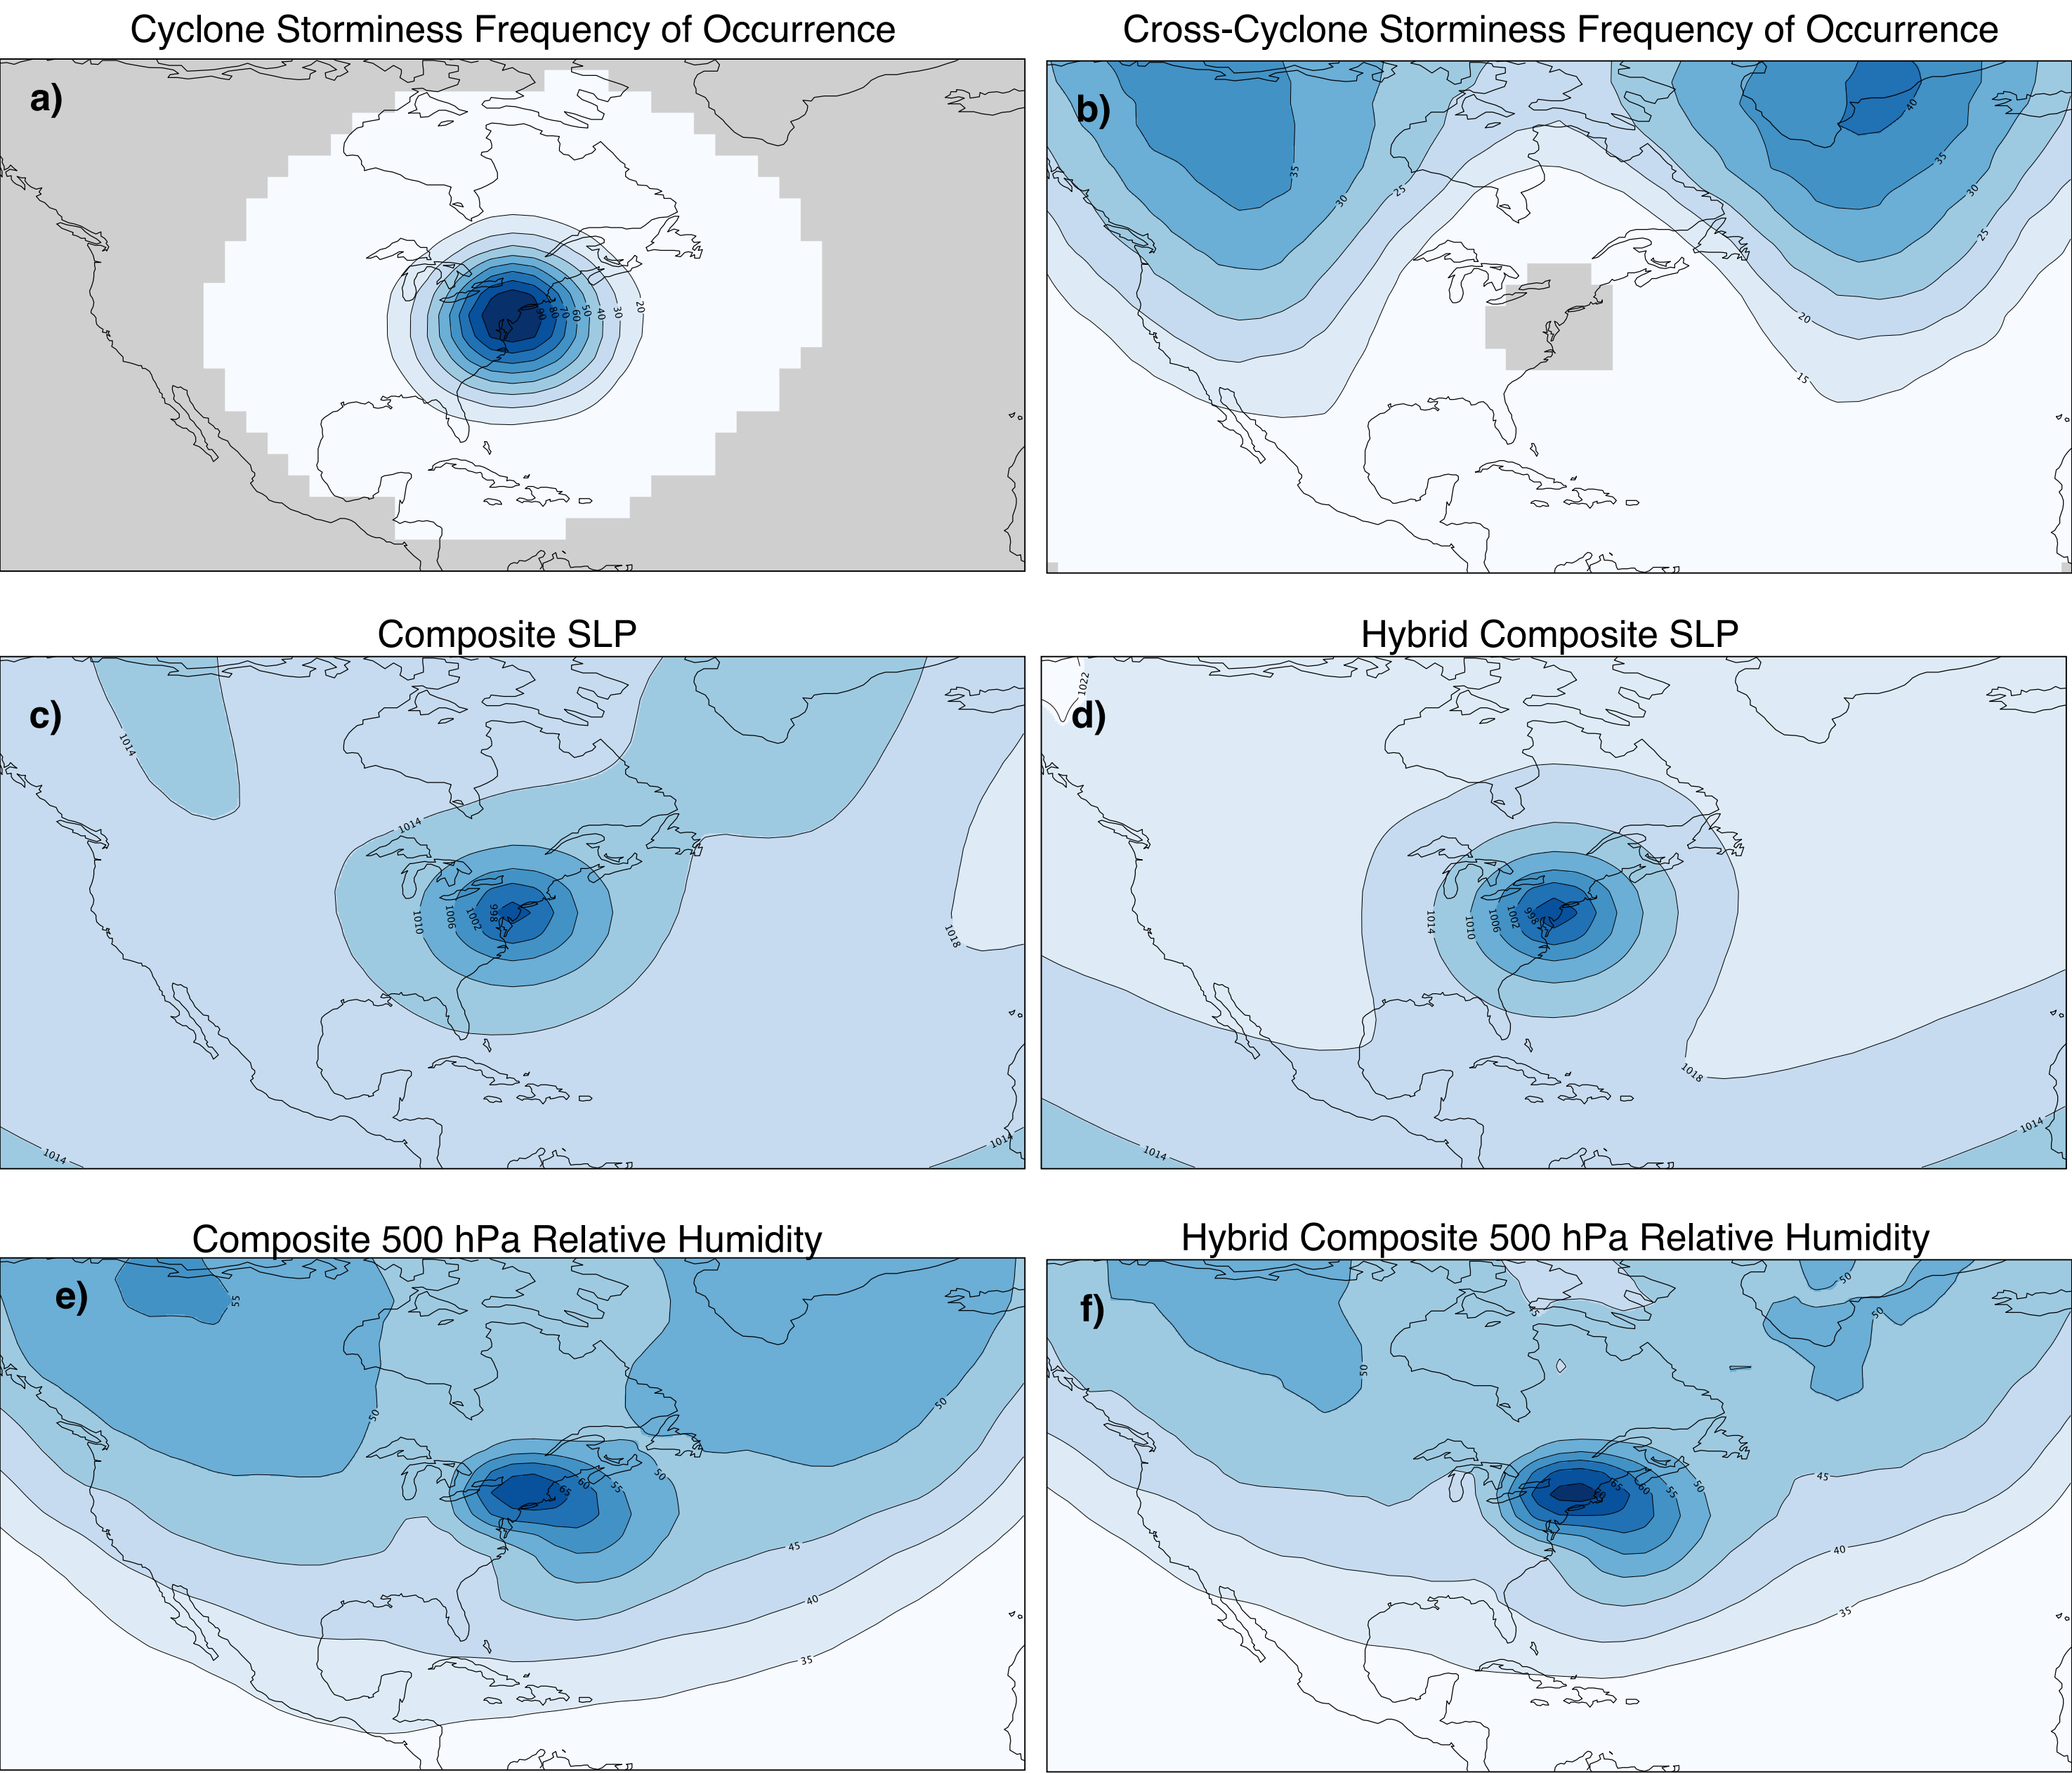 Cyclone Storminess Frequency of Occurrence
a)
90 80 70 60 50 40 30 20
Cross-Cyclone Storminess Frequency of Occurrence
b)
40
35
35
30
30
25
25
20
15
Composite SLP
c)
1014
1014
1010 1006 1002 998
1018
1014
1014
Hybrid Composite SLP
1022
d)
1014 1010 1006 1002 998
1018
1014
1014
Composite 500 hPa Relative Humidity
e)
55
50
50
65 60 55 50
45
40
35
Hybrid Composite 500 hPa Relative Humidity
f)
50
50
50
45
65 60 55 50
40
35